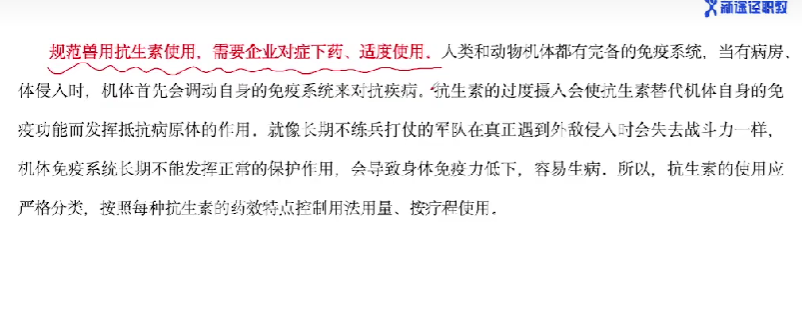 新途径职教
规范兽用抗生素使用，需要企业对症下药、适度使用。人类和动物机体都有完备的免疫系统，当有病原
体侵入时，机体首先会调动自身的免疫系统来对抗疾病。抗生素的过度摄入会使抗生素替代机体自身的免
疫功能而发挥抵抗病原体的作用。就像长期不练兵打仗的军队在真正遇到外敌侵入时会失去战斗力一样，
机体免疫系统长期不能发挥正常的保护作用，会导致身体免疫力低下，容易生病。所以，抗生素的使用应
严格分类，按照每种抗生素的药效特点控制用法用量、按疗程使用。